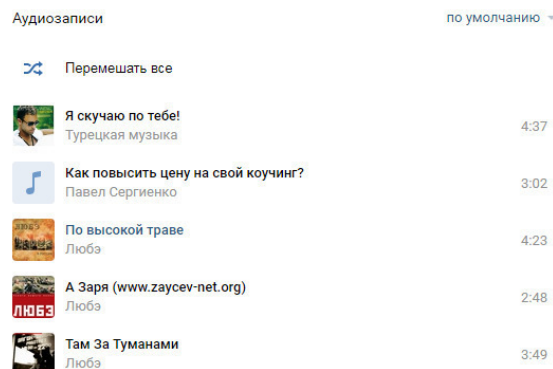 Аудиозаписи по умолчанию
Перемешать все
Я скучаю по тебе!
Турецкая музыка 4:37
Как повысить цену на свой коучинг?
Павел Сергиенко 3:02
По высокой траве
Любэ 4:23
А Заря (www.zaycev-net.org)
Любэ 2:48
ЛЮБЭ
Там За Туманами
Любэ 3:49